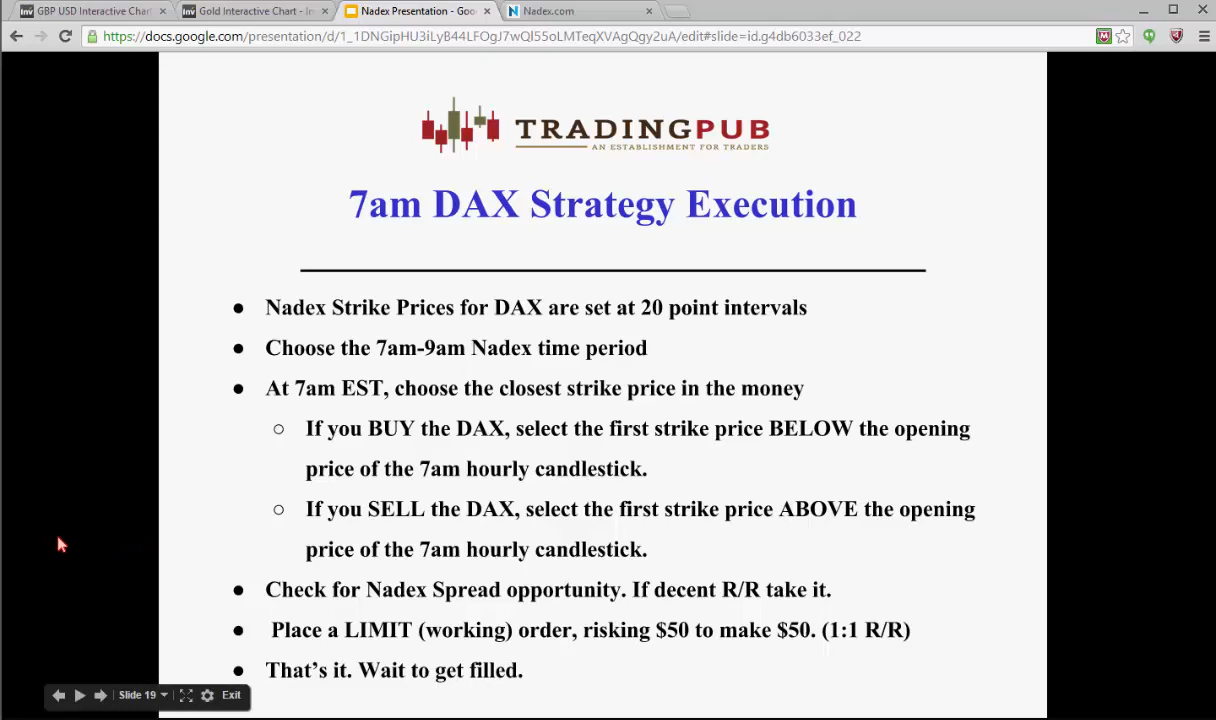 GBP USD Interactive Chart
Gold Interactive Chart - In
Nadex Presentation - Goo
Nadex.com
https://docs.google.com/presentation/d/1_1DNGipHU3iLyB44LFOgJ7wQl55oLMTeqXVAgQgy2uA/edit#slide=id.g4db6033ef_022
TRADINGPUB
AN ESTABLISHMENT FOR TRADERS
7am DAX Strategy Execution
● Nadex Strike Prices for DAX are set at 20 point intervals
● Choose the 7am-9am Nadex time period
● At 7am EST, choose the closest strike price in the money
○ If you BUY the DAX, select the first strike price BELOW the opening
price of the 7am hourly candlestick.
○ If you SELL the DAX, select the first strike price ABOVE the opening
price of the 7am hourly candlestick.
● Check for Nadex Spread opportunity. If decent R/R take it.
● Place a LIMIT (working) order, risking $50 to make $50. (1:1 R/R)
● That's it. Wait to get filled.
Slide 19 Exit